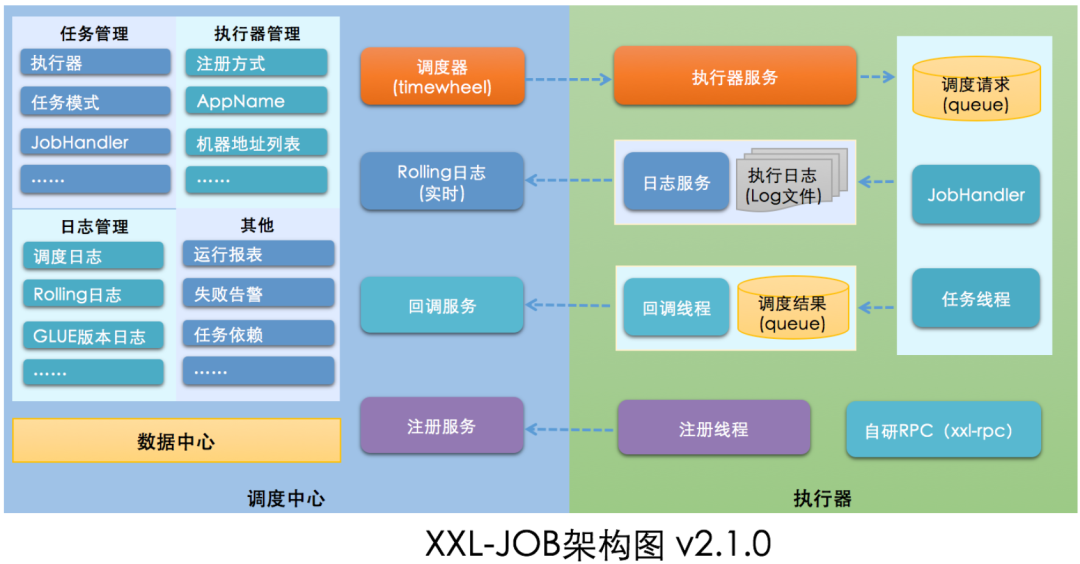 任务管理
执行器
任务模式
JobHandler
……
执行器管理
注册方式
AppName
机器地址列表
……
日志管理
调度日志
Rolling日志
GLUE版本日志
……
其他
运行报表
失败告警
任务依赖
……
数据中心
调度器
(timewheel)
Rolling日志
(实时)
回调服务
注册服务
调度中心
执行器服务
日志服务
执行日志
(Log文件)
回调线程
调度结果
(queue)
注册线程
调度请求
(queue)
JobHandler
任务线程
自研RPC（xxl-rpc）
执行器
XXL-JOB架构图 v2.1.0